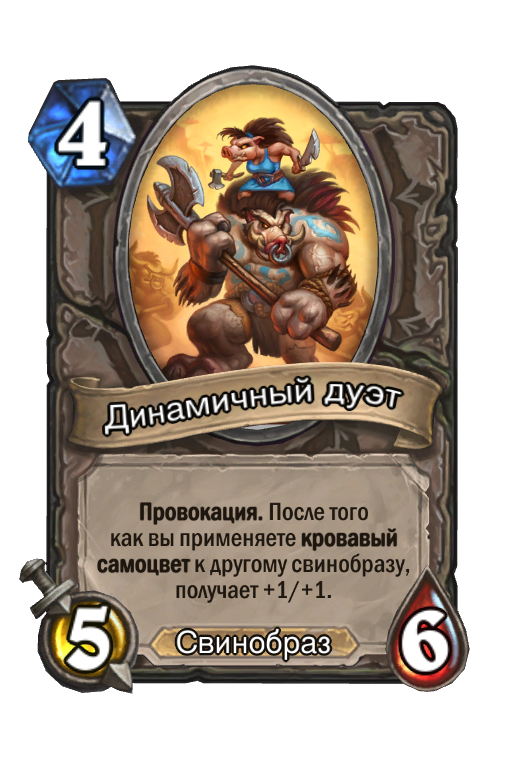 4
Динамичный дуэт
Провокация. После того
как вы применяете кровавый
самоцвет к другому свинобразу,
получает +1/+1.
5
Свинобраз
6